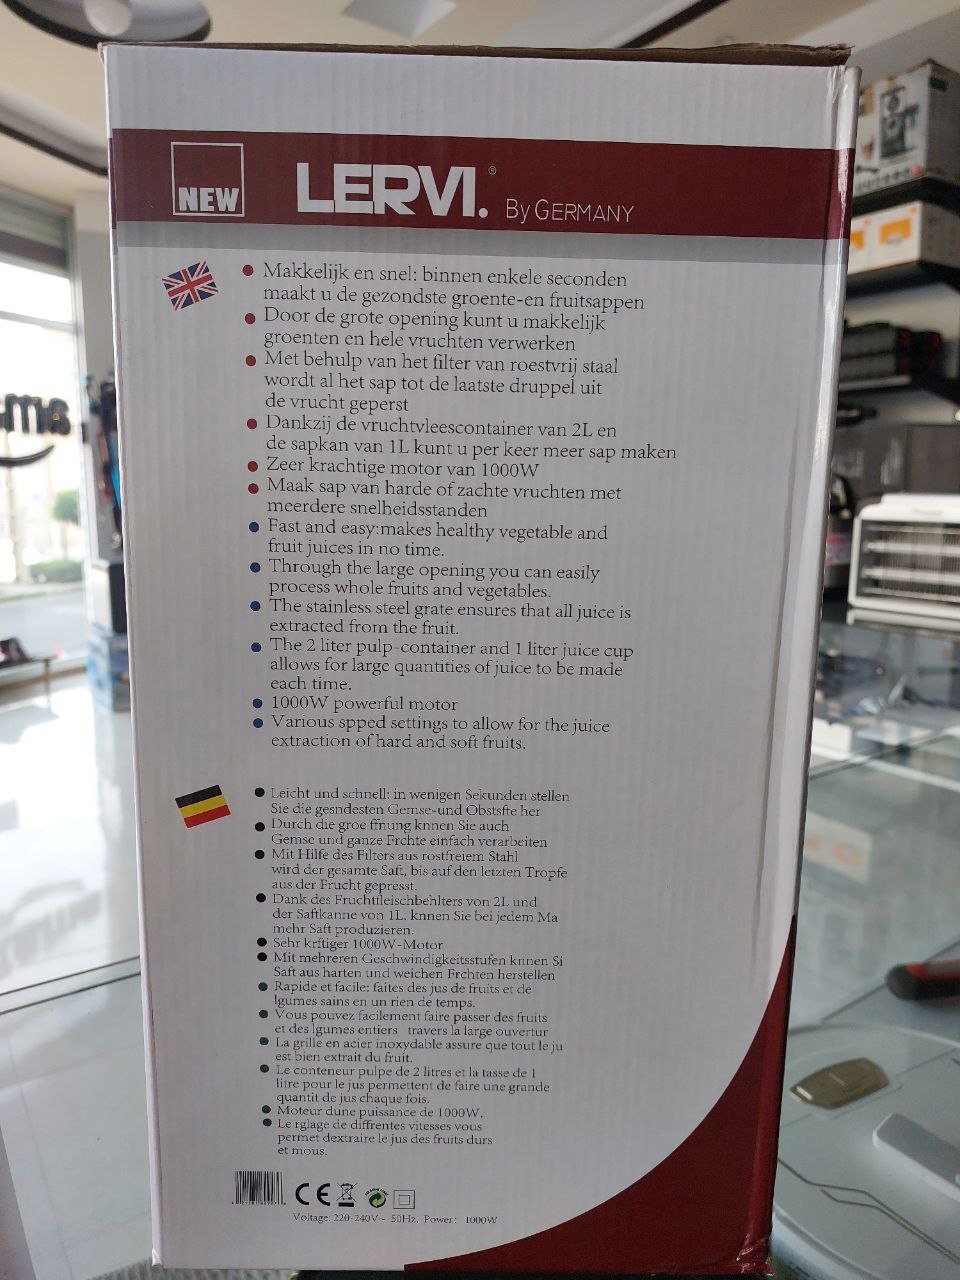 NEW
LERVI.® By GERMANY
Makkelijk en snel: binnen enkele seconden
maakt u de gezondste groente-en fruitsappen
Door de grote opening kunt u makkelijk
groenten en hele vruchten verwerken
Met behulp van het filter van roestvrij staal
wordt al het sap tot de laatste druppel uit
de vrucht geperst
Dankzij de vruchtvleescontainer van 2L en
de sapkan van 1L kunt u per keer meer sap maken
Zeer krachtige motor van 1000W
Maak sap van harde of zachte vruchten met
meerdere snelheidsstanden
Fast and easy:makes healthy vegetable and
fruit juices in no time.
Through the large opening you can easily
process whole fruits and vegetables.
The stainless steel grate ensures that all juice is
extracted from the fruit.
The 2 liter pulp-container and 1 liter juice cup
allows for large quantities of juice to be made
each time.
1000W powerful motor
Various spped settings to allow for the juice
extraction of hard and soft fruits.
Leicht und schnell: in wenigen Sekunden stellen
Sie die gesndesten Gemse-und Obstsfte her
Durch die groe ffnung knnen Sie auch
Gemse und ganze Frchte einfach verarbeiten
Mit Hilfe des Filters aus rostfreiem Stahl
wird der gesamte Saft, bis auf den letzten Tropfe
aus der Frucht gepresst.
Dank des Fruchtfleischbehlters von 2L und
der Saftkanne von 1L. knnen Sie bei jedem Ma
mehr Saft produzieren.
Sehr krftiger 1000W-Motor
Mit mehreren Geschwindigkeitsstufen knnen Si
Saft aus harten und weichen Frchten herstellen
Rapide et facile: faites des jus de fruits et de
lgumes sains en un rien de temps.
Vous pouvez facilement faire passer des fruits
et des lgumes entiers travers la large ouvertur
La grille en acier inoxydable assure que tout le ju
est bien extrait du fruit.
Le conteneur pulpe de 2 litres et la tasse de 1
litre pour le jus permettent de faire une grande
quantit de jus chaque fois.
Moteur dune puissance de 1000W,
Le rglage de diffrentes vitesses vous
permet dextraire le jus des fruits durs
et mous.
CE
Voltage: 220-240V~ 50Hz, Power: 1000W